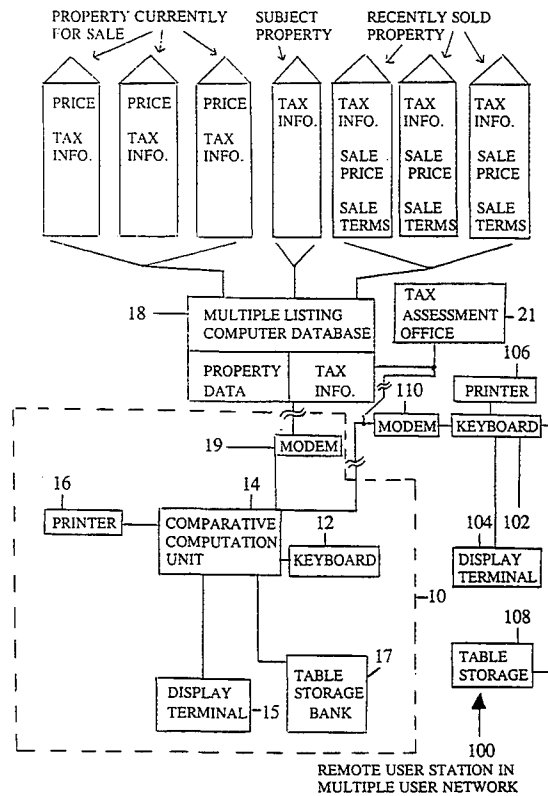 PROPERTY CURRENTLY
FOR SALE
SUBJECT
PROPERTY
RECENTLY SOLD
PROPERTY
PRICE
TAX
INFO.
PRICE
TAX
INFO.
PRICE
TAX
INFO.
TAX
INFO.
TAX
INFO.
SALE
PRICE
SALE
TERMS
TAX
INFO.
SALE
PRICE
SALE
TERMS
TAX
INFO.
SALE
PRICE
SALE
TERMS
18
MULTIPLE LISTING
COMPUTER DATABASE
PROPERTY
DATA
TAX
INFO.
TAX
ASSESSMENT
OFFICE
21
106
PRINTER
110
MODEM
KEYBOARD
19
MODEM
16
PRINTER
14
COMPARATIVE
COMPUTATION
UNIT
12
KEYBOARD
10
104
102
DISPLAY
TERMINAL
108
TABLE
STORAGE
17
TABLE
STORAGE
BANK
DISPLAY
TERMINAL
15
100
REMOTE USER STATION IN
MULTIPLE USER NETWORK